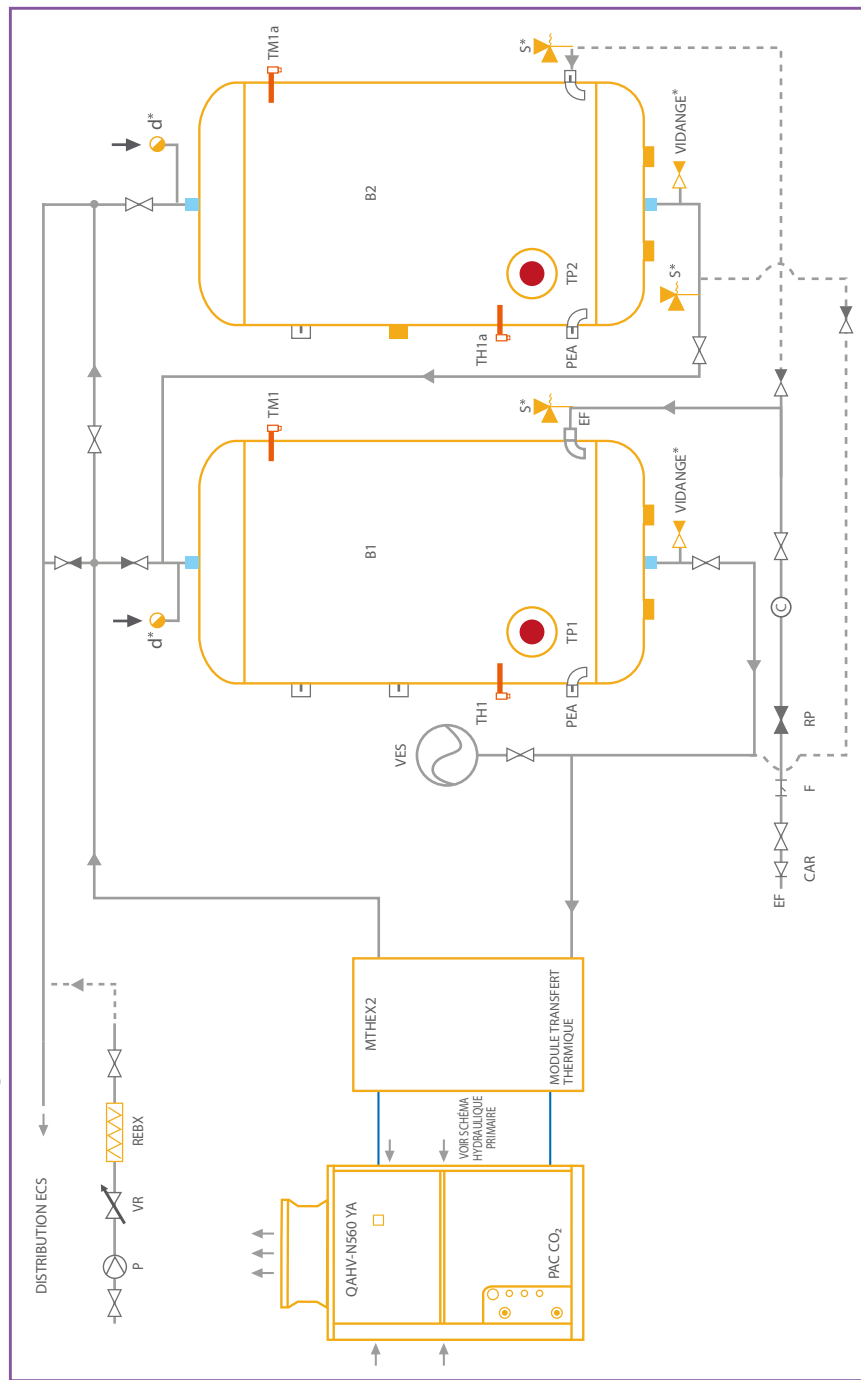 DISTRIBUTION ECS
P
VR
REBX
QAHV-N560 YA
PAC CO₂
VOIR SCHÉMA
HYDRAULIQUE
PRIMAIRE
MTHEX2
MODULE TRANSFERT
THERMIQUE
VES
d*
TM1
B1
TP1
TH1
PEA
S*
EF
VIDANGE*
d*
TM1a
B2
TP2
TH1a
PEA
S*
S*
VIDANGE*
EF
CAR
F
RP
C